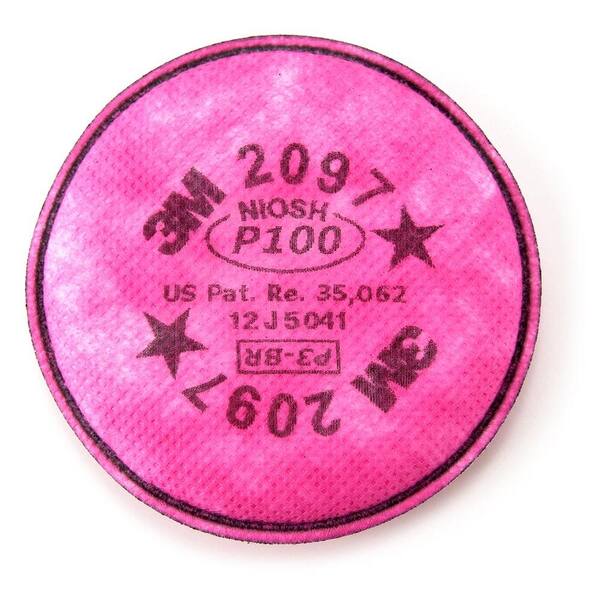 3M 2097
NIOSH
P100
US Pat. Re. 35,062
12J5041
P3-BR
3M 2097